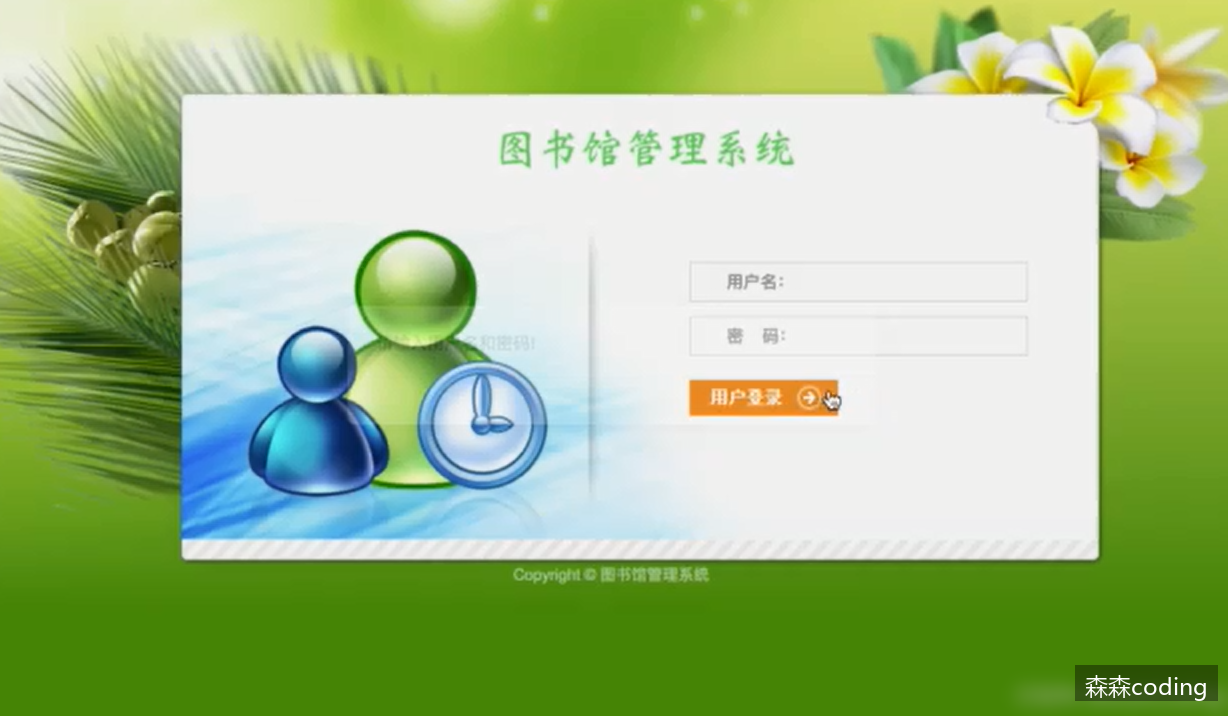 图书馆管理系统
用户名：
密 码：
用户登录
Copyright © 图书馆管理系统
森森coding